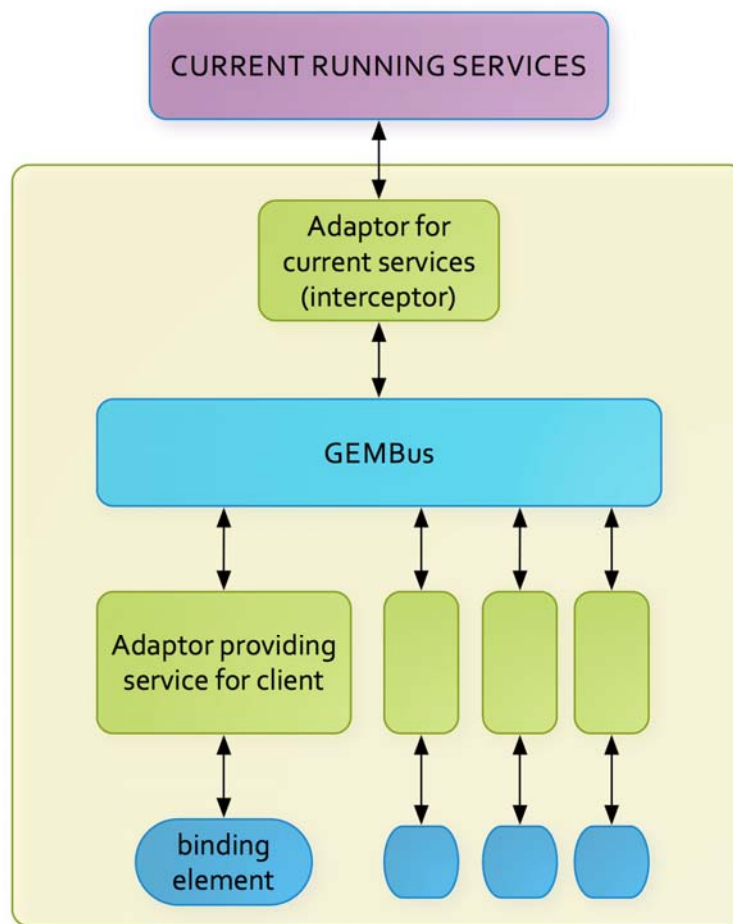 CURRENT RUNNING SERVICES
Adaptor for
current services
(interceptor)
GEMBus
Adaptor providing
service for client
binding
element